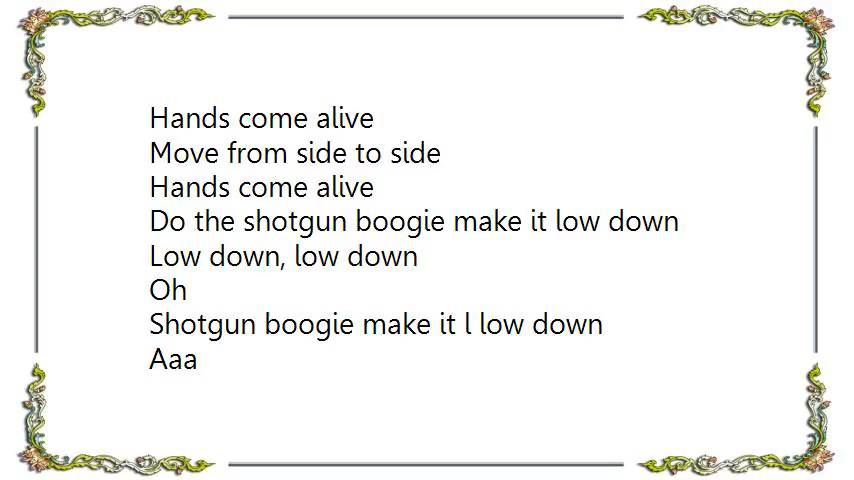 Hands come alive
Move from side to side
Hands come alive
Do the shotgun boogie make it low down
Low down, low down
Oh
Shotgun boogie make it l low down
Aaa